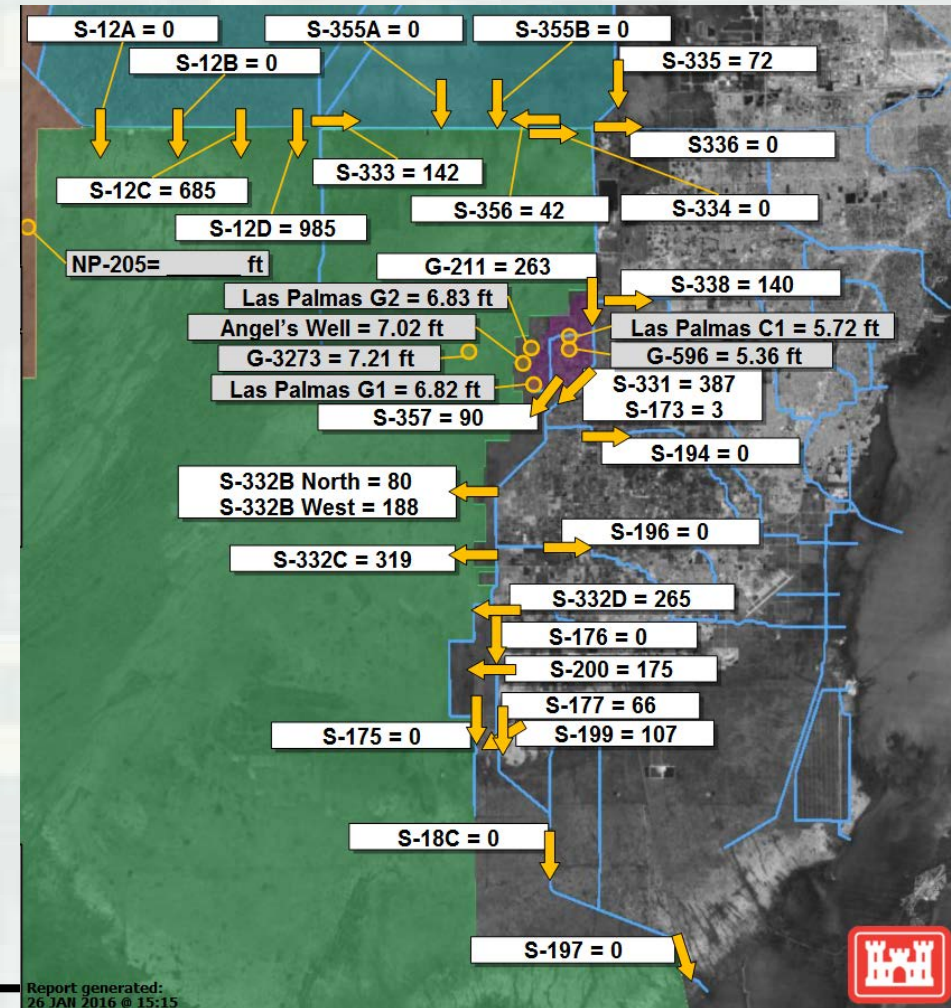 S-12A = 0
S-355A = 0
S-355B = 0
S-12B = 0
S-335 = 72
S336 = 0
S-333 = 142
S-12C = 685
S-356 = 42
S-334 = 0
S-12D = 985
NP-205= ______ ft
G-211 = 263
S-338 = 140
Las Palmas G2 = 6.83 ft
Angel's Well = 7.02 ft
Las Palmas C1 = 5.72 ft
G-3273 = 7.21 ft
G-596 = 5.36 ft
Las Palmas G1 = 6.82 ft
S-331 = 387
S-173 = 3
S-357 = 90
S-194 = 0
S-332B North = 80
S-332B West = 188
S-196 = 0
S-332C = 319
S-332D = 265
S-176 = 0
S-200 = 175
S-177 = 66
S-175 = 0
S-199 = 107
S-18C = 0
S-197 = 0
Report generated:
26 JAN 2016 @ 15:15